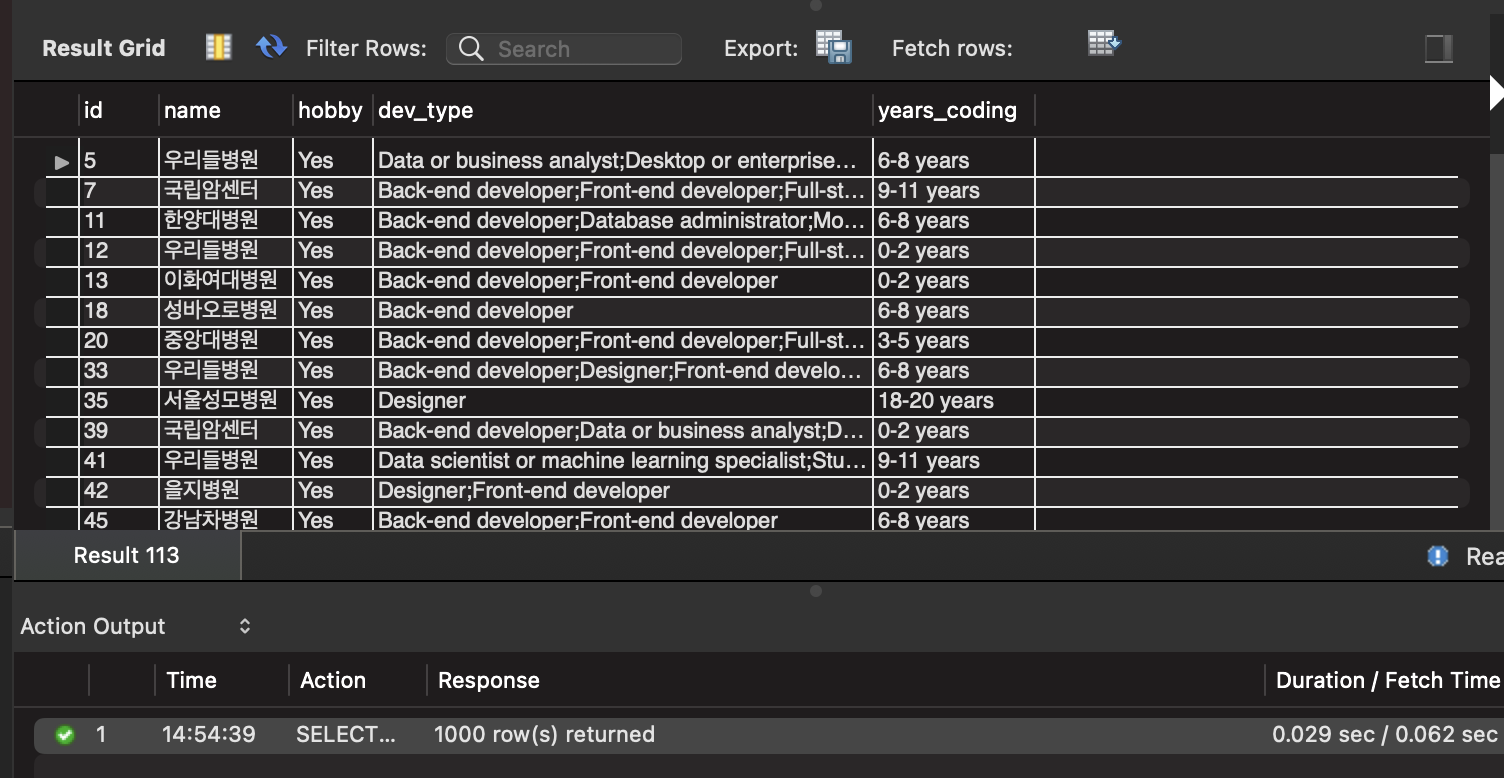 Result Grid Filter Rows: Search Export: Fetch rows:
id name hobby dev_type years_coding
5 우리들병원 Yes Data or business analyst;Desktop or enterprise... 6-8 years
7 국립암센터 Yes Back-end developer;Front-end developer;Full-st... 9-11 years
11 한양대병원 Yes Back-end developer;Database administrator;Mo... 6-8 years
12 우리들병원 Yes Back-end developer;Front-end developer;Full-st... 0-2 years
13 이화여대병원 Yes Back-end developer;Front-end developer 0-2 years
18 성바오로병원 Yes Back-end developer 6-8 years
20 중앙대병원 Yes Back-end developer;Front-end developer;Full-st... 3-5 years
33 우리들병원 Yes Back-end developer;Designer;Front-end develo... 6-8 years
35 서울성모병원 Yes Designer 18-20 years
39 국립암센터 Yes Back-end developer;Data or business analyst;D... 0-2 years
41 우리들병원 Yes Data scientist or machine learning specialist;Stu... 9-11 years
42 을지병원 Yes Designer;Front-end developer 0-2 years
45 강남차병원 Yes Back-end developer;Front-end developer 6-8 years
Result 113 Rea
Action Output
Time Action Response Duration / Fetch Time
1 14:54:39 SELECT... 1000 row(s) returned 0.029 sec / 0.062 sec